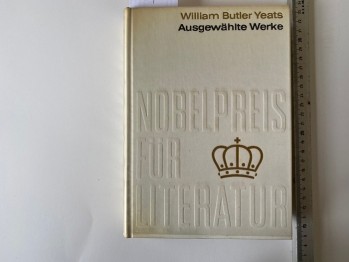 William Butler Yeats
Ausgewählte Werke
NOBELPREIS
FÜR
LITERATUR